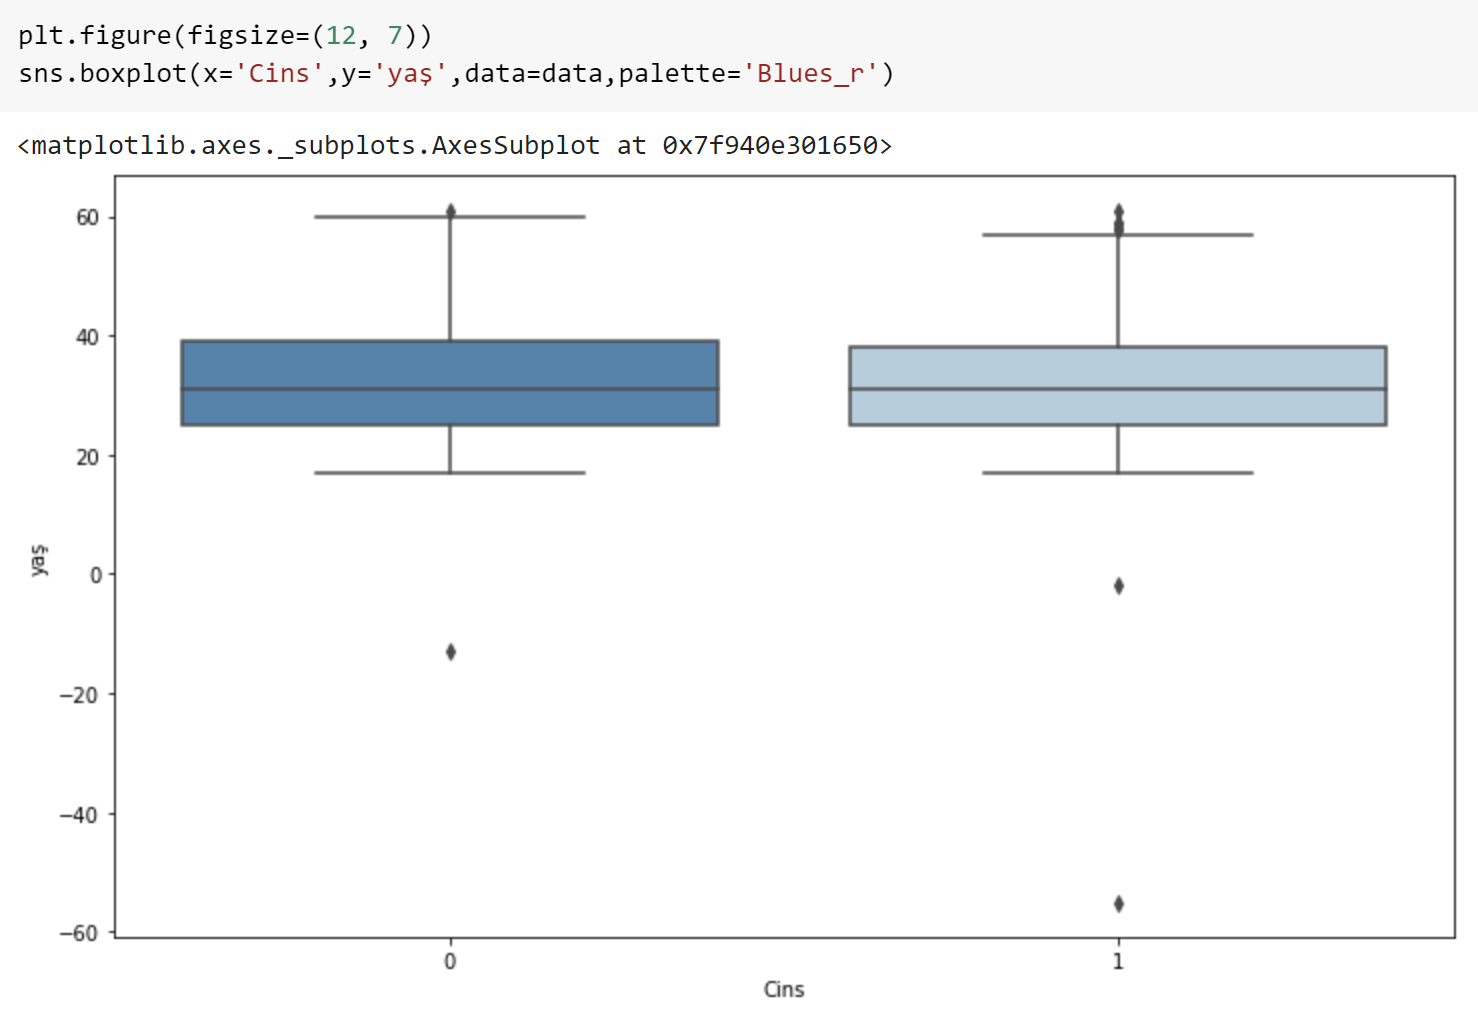 plt.figure(figsize=(12, 7))
sns.boxplot(x='Cins',y='yaş',data=data,palette='Blues_r')
<matplotlib.axes._subplots.AxesSubplot at 0x7f940e301650>
60
40
20
0
−20
−40
−60
yaş
0 1
Cins